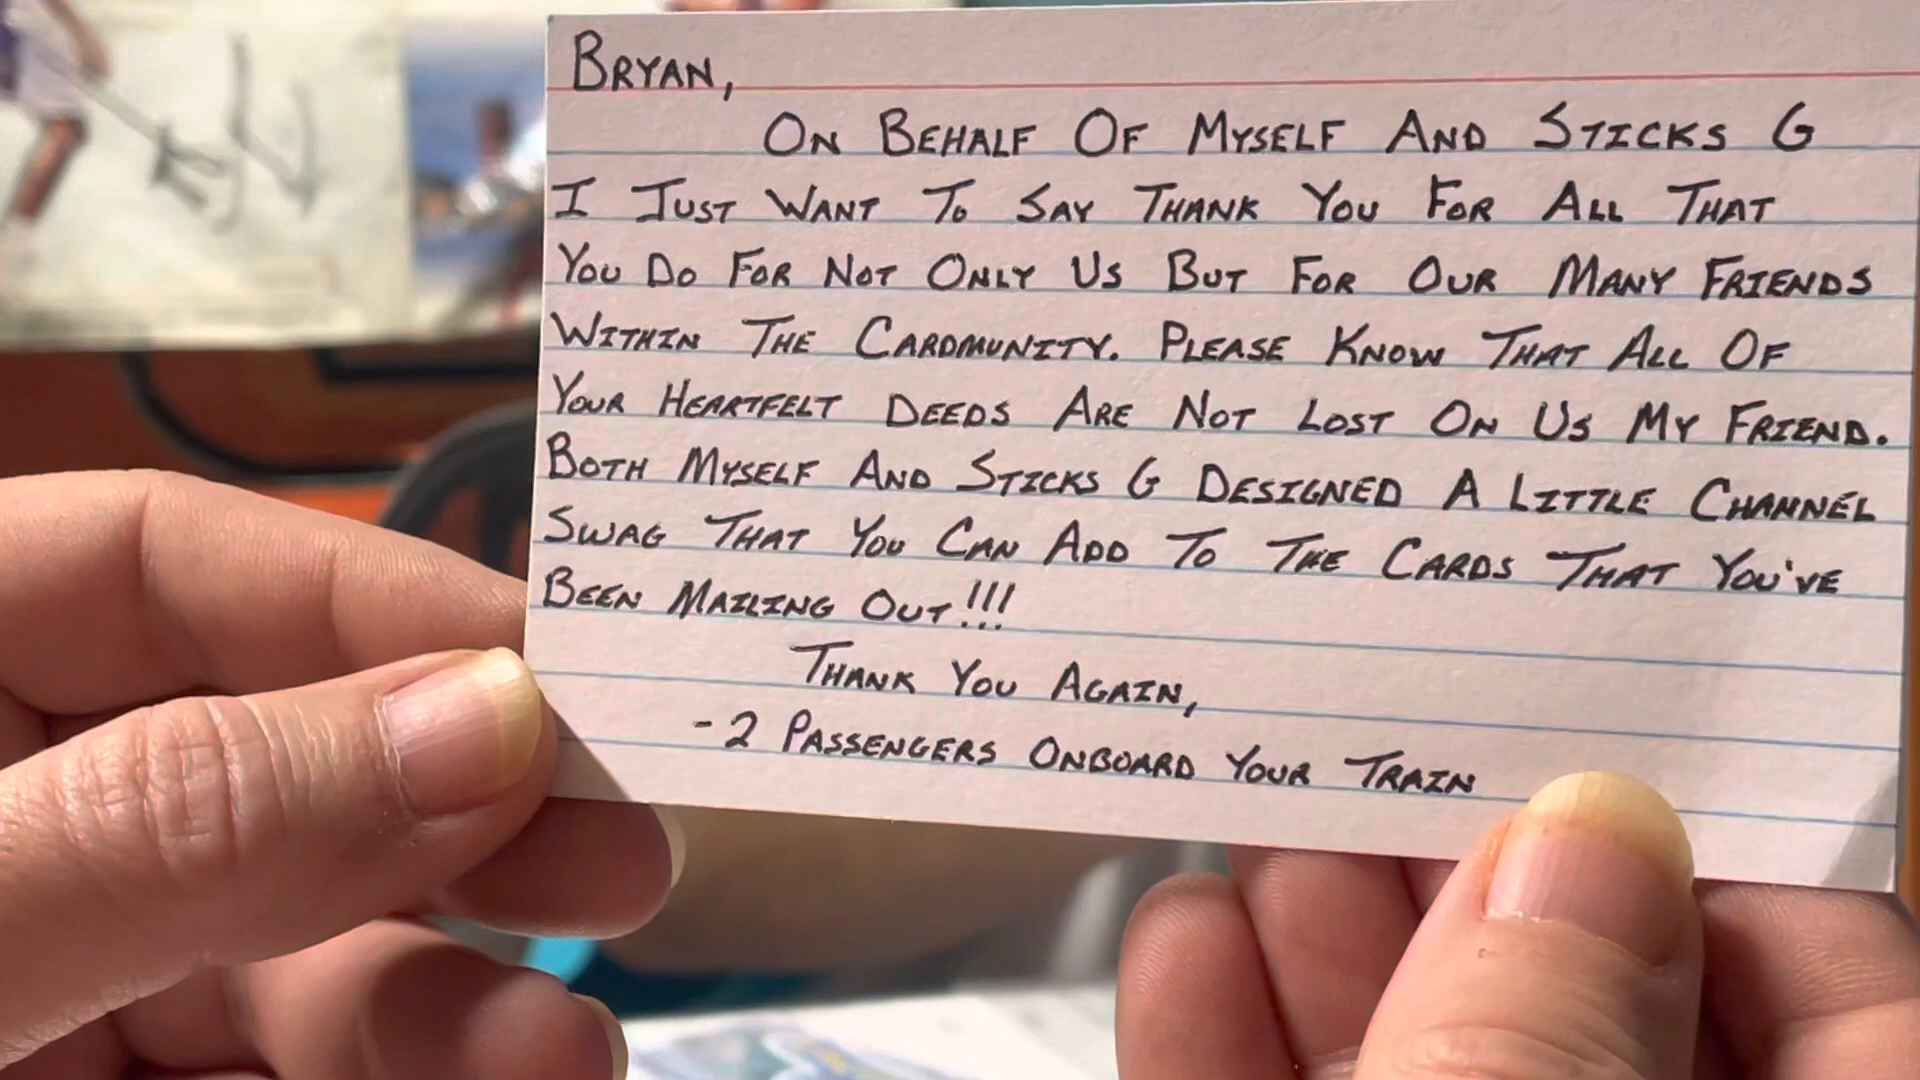 BRYAN,
ON BEHALF OF MYSELF AND STICKS G
I JUST WANT TO SAY THANK YOU FOR ALL THAT
YOU DO FOR NOT ONLY US BUT FOR OUR MANY FRIENDS
WITHIN THE CARDMUNITY. PLEASE KNOW THAT ALL OF
YOUR HEARTFELT DEEDS ARE NOT LOST ON US MY FRIEND.
BOTH MYSELF AND STICKS G DESIGNED A LITTLE CHANNEL
SWAG THAT YOU CAN ADD TO THE CARDS THAT YOU'VE
BEEN MAILING OUT!!!
THANK YOU AGAIN,
-2 PASSENGERS ONBOARD YOUR TRAIN